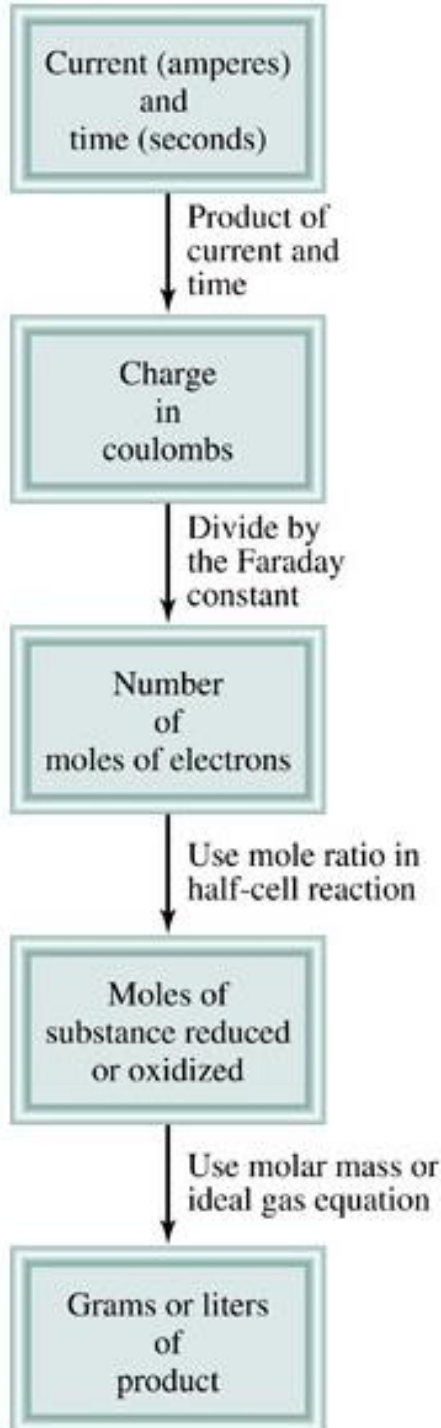 Current (amperes)
and
time (seconds)
Product of
current and
time
Charge
in
coulombs
Divide by
the Faraday
constant
Number
of
moles of electrons
Use mole ratio in
half-cell reaction
Moles of
substance reduced
or oxidized
Use molar mass or
ideal gas equation
Grams or liters
of
product